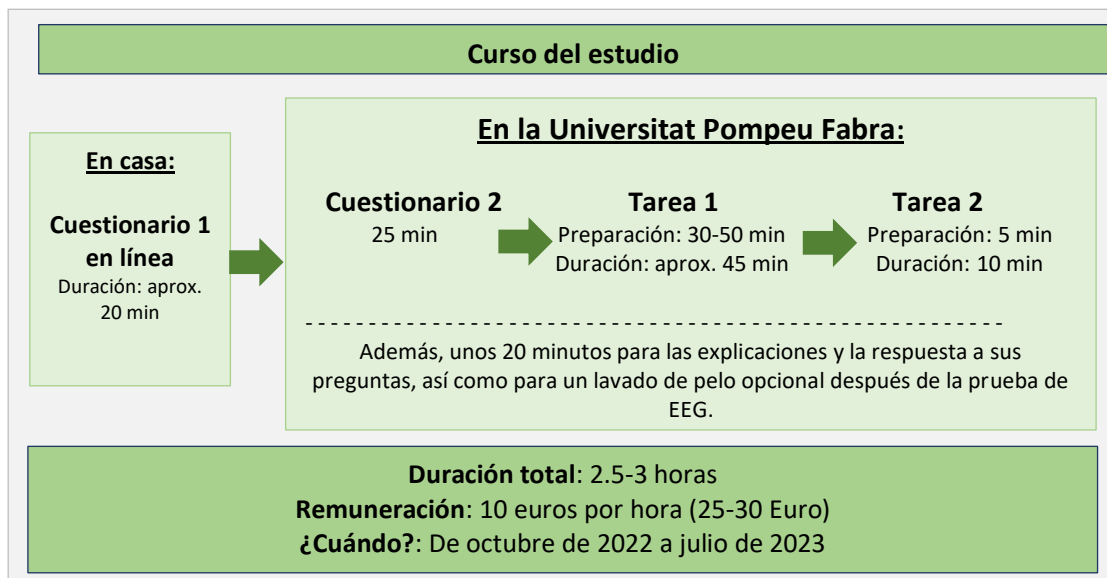 Curso del estudio
En casa:
Cuestionario 1
en línea
Duración: aprox.
20 min
En la Universitat Pompeu Fabra:
Cuestionario 2
25 min
Tarea 1
Preparación: 30-50 min
Duración: aprox. 45 min
Tarea 2
Preparación: 5 min
Duración: 10 min
Además, unos 20 minutos para las explicaciones y la respuesta a sus
preguntas, así como para un lavado de pelo opcional después de la prueba de
EEG.
Duración total: 2.5-3 horas
Remuneración: 10 euros por hora (25-30 Euro)
¿Cuándo?: De octubre de 2022 a julio de 2023